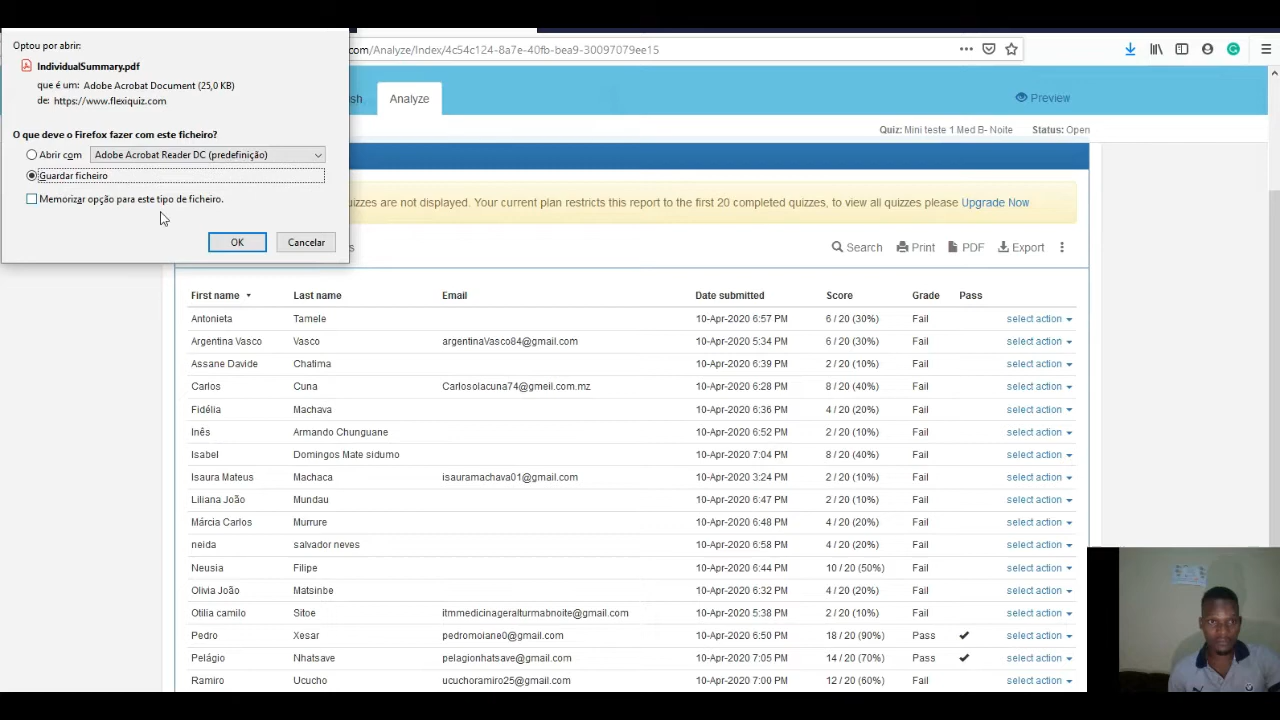 Optou por abrir:
IndividualSummary.pdf
que é um: Adobe Acrobat Document (25,0 KB)
de: https://www.flexiquiz.com
O que deve o Firefox fazer com este ficheiro?
Abrir com Adobe Acrobat Reader DC (predefinição)
Guardar ficheiro
Memorizar opção para este tipo de ficheiro.
OK Cancelar
com/Analyze/Index/4c54c124-8a7e-40fb-bea9-30097079ee15
sh Analyze Preview
Quiz: Mini teste 1 Med B- Noite Status: Open
izzes are not displayed. Your current plan restricts this report to the first 20 completed quizzes, to view all quizzes please Upgrade Now
s Search Print PDF Export
First name Last name Email Date submitted Score Grade Pass
Antonieta Tamele 10-Apr-2020 6:57 PM 6 / 20 (30%) Fail select action
Argentina Vasco Vasco argentinaVasco84@gmail.com 10-Apr-2020 5:34 PM 6 / 20 (30%) Fail select action
Assane Davide Chatima 10-Apr-2020 6:39 PM 2 / 20 (10%) Fail select action
Carlos Cuna Carlosolacuna74@gmeil.com.mz 10-Apr-2020 6:28 PM 8 / 20 (40%) Fail select action
Fidélia Machava 10-Apr-2020 6:36 PM 4 / 20 (20%) Fail select action
Inês Armando Chunguane 10-Apr-2020 6:52 PM 2 / 20 (10%) Fail select action
Isabel Domingos Mate sidumo 10-Apr-2020 7:04 PM 8 / 20 (40%) Fail select action
Isaura Mateus Machaca isauramachava01@gmail.com 10-Apr-2020 3:24 PM 2 / 20 (10%) Fail select action
Liliana João Mundau 10-Apr-2020 6:47 PM 2 / 20 (10%) Fail select action
Márcia Carlos Murrure 10-Apr-2020 6:48 PM 4 / 20 (20%) Fail select action
neida salvador neves 10-Apr-2020 6:58 PM 4 / 20 (20%) Fail select action
Neusia Filipe 10-Apr-2020 6:44 PM 10 / 20 (50%) Fail select action
Olivia João Matsinbe 10-Apr-2020 6:32 PM 4 / 20 (20%) Fail select action
Otilia camilo Sitoe itmmedicinageralturmabnoite@gmail.com 10-Apr-2020 5:38 PM 2 / 20 (10%) Fail select action
Pedro Xesar pedromoiane0@gmail.com 10-Apr-2020 6:50 PM 18 / 20 (90%) Pass select action
Pelágio Nhatsave pelagionhatsave@gmail.com 10-Apr-2020 7:05 PM 14 / 20 (70%) Pass select action
Ramiro Ucucho ucuchoramiro25@gmail.com 10-Apr-2020 7:00 PM 12 / 20 (60%) Fail select action